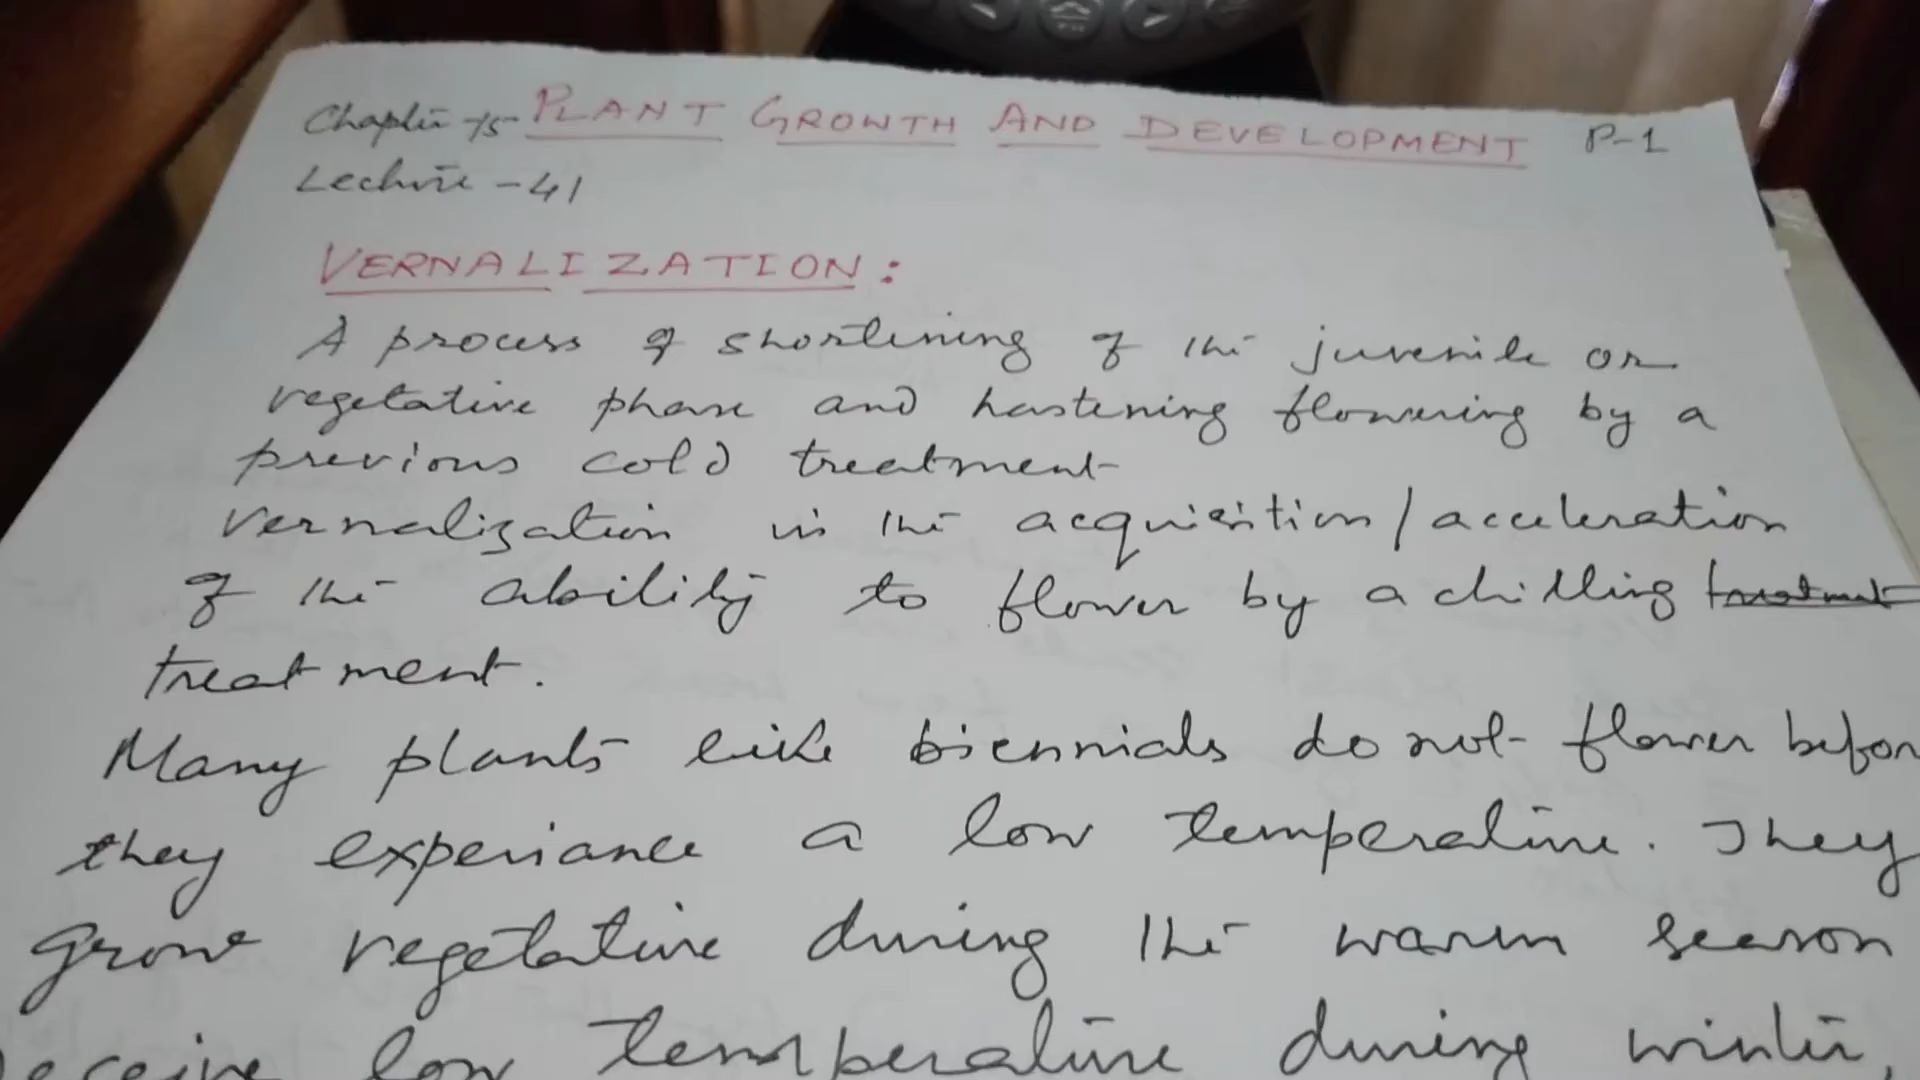 Chapter-15- PLANT GROWTH AND DEVELOPMENT P-1
Lecture -41
VERNALIZATION:
A process of shortening of the juvenile or
vegetative phase and hastening flowering by a
previous cold treatment
Vernalization is the acquisition/acceleration
of the ability to flower by a chilling treatment
treatment.
Many plants like biennials do not flower befor
they experiance a low temperature. They
grow vegetative during the warm season
receive low temperature during winter,